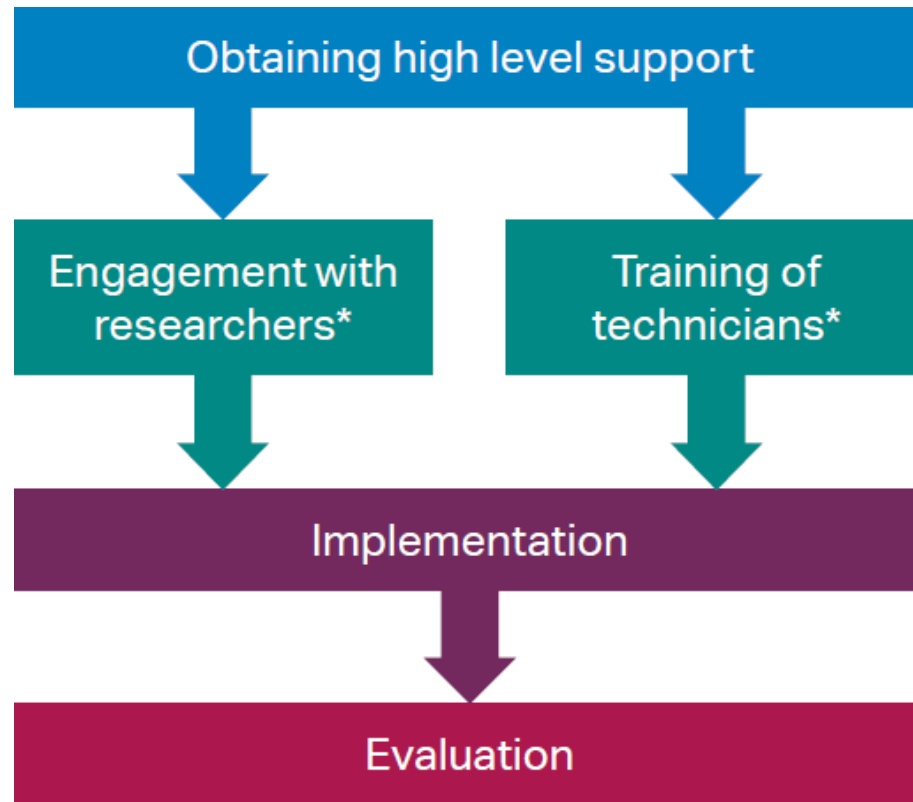 Obtaining high level support
Engagement with
researchers*
Training of
technicians*
Implementation
Evaluation